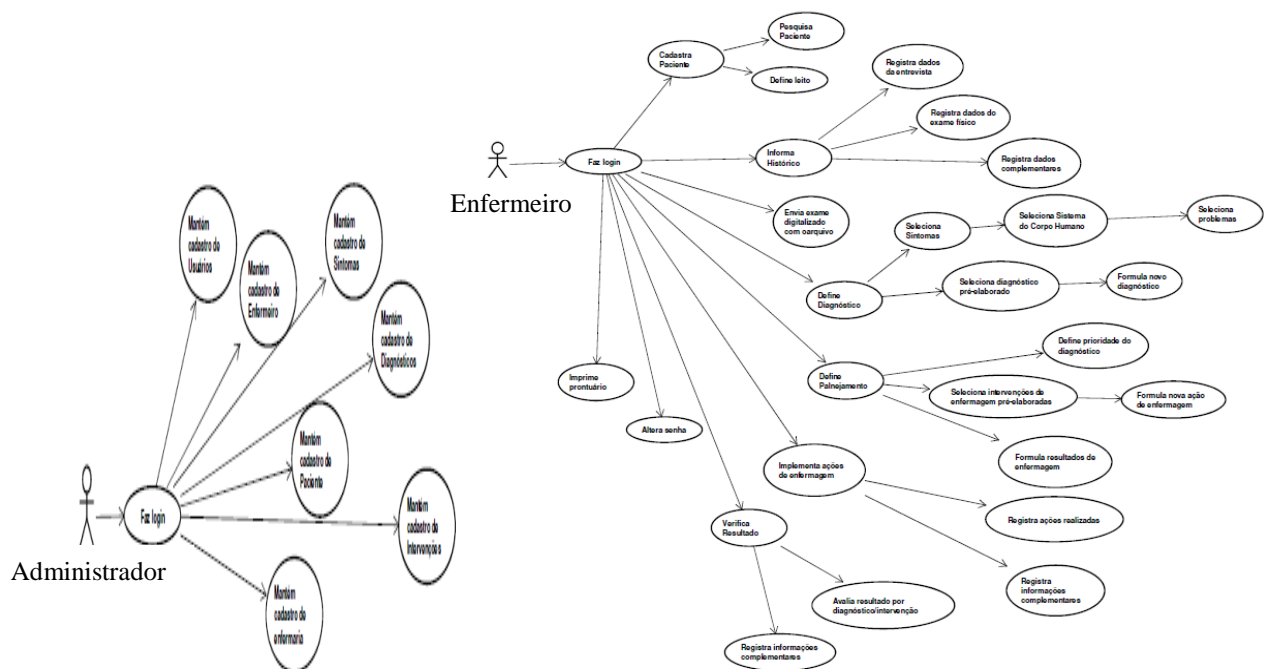 Administrador
Faz login
Mantém
cadastro de
Usuários
Mantém
cadastro de
Enfermeiro
Mantém
cadastro de
Sintomas
Mantém
cadastro de
Diagnósticos
Mantém
cadastro de
Paciente
Mantém
cadastro de
Intervenções
Mantém
cadastro de
enfermaria
Enfermeiro
Faz login
Cadastra
Paciente
Pesquisa
Paciente
Define leito
Informa
Histórico
Registra dados
da entrevista
Registra dados do
exame físico
Registra dados
complementares
Envia exame
digitalizado
com oarquivo
Define
Diagnóstico
Seleciona
Sintomas
Seleciona Sistema
do Corpo Humano
Seleciona
problemas
Seleciona diagnóstico
pré-elaborado
Formula novo
diagnóstico
Define
Palnejamento
Define prioridade do
diagnóstico
Seleciona intervenções de
enfermagem pré-elaboradas
Formula nova ação
de enfermagem
Formula resultados de
enfermagem
Implementa ações
de enfermagem
Registra ações realizadas
Registra
informações
complementares
Verifica
Resultado
Avalia resultado por
diagnóstico/intervenção
Registra informações
complementares
Altera senha
Imprime
prontuário